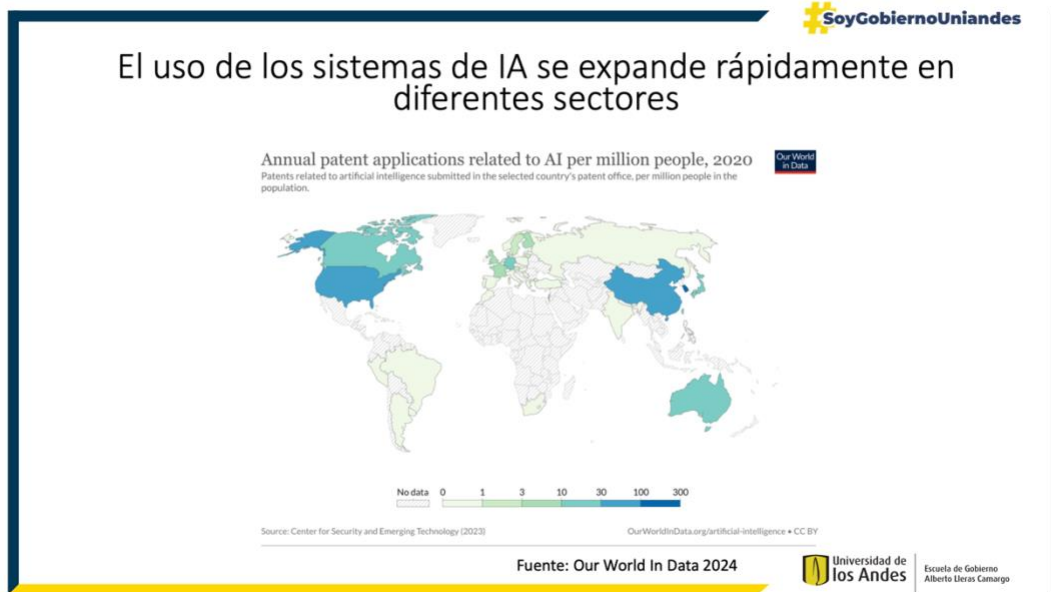 #SoyGobiernoUniandes
El uso de los sistemas de IA se expande rápidamente en
diferentes sectores
Annual patent applications related to AI per million people, 2020
Our World
in Data
Patents related to artificial intelligence submitted in the selected country's patent office, per million people in the
population.
No data 0 1 3 10 30 100 300
Source: Center for Security and Emerging Technology (2023)
OurWorldInData.org/artificial-intelligence • CC BY
Fuente: Our World In Data 2024
Universidad de
los Andes
Escuela de Gobierno
Alberto Lleras Camargo